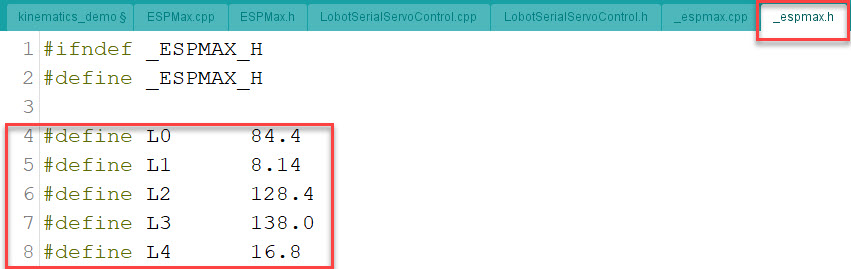 kinematics_demo § ESPMax.cpp ESPMax.h LobotSerialServoControl.cpp LobotSerialServoControl.h _espmax.cpp _espmax.h
1 #ifndef _ESPMAX_H
2 #define _ESPMAX_H
3
4 #define L0 84.4
5 #define L1 8.14
6 #define L2 128.4
7 #define L3 138.0
8 #define L4 16.8